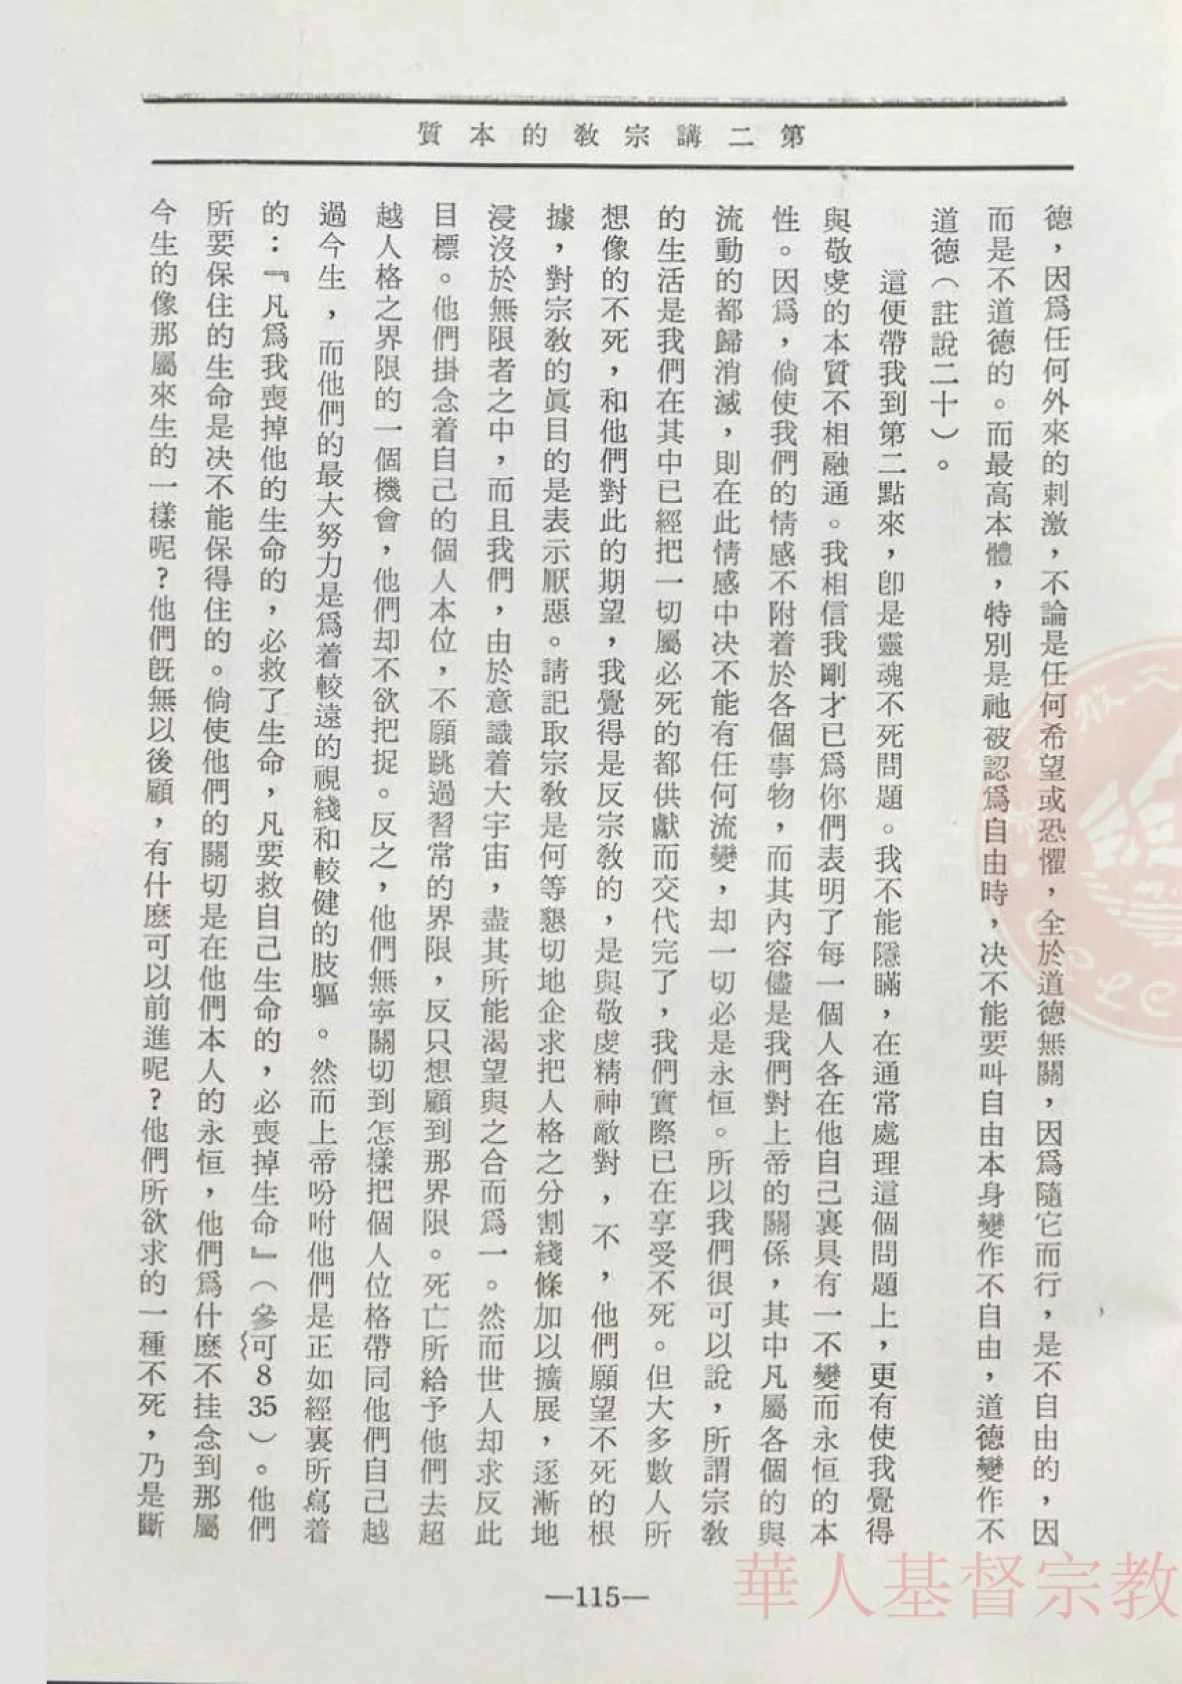 第二講宗敎的本質
德，因爲任何外來的刺激，不論是任何希望或恐懼，全於道德無關，因爲隨它而行，是不自由的，因
而是不道德的。而最高本體，特別是祂被認爲自由時，决不能要叫自由本身變作不自由，道德變作不
道德（註說二十）。
這便帶我到第二點來，卽是靈魂不死問題。我不能隱瞞，在通常處理這個問題上，更有使我覺得
與敬虔的本質不相融通。我相信我剛才已爲你們表明了每一個人各在他自己裏具有一不變而永恒的本
性。因爲，倘使我們的情感不附着於各個事物，而其內容儘是我們對上帝的關係，其中凡屬各個的與
流動的都歸消滅，則在此情感中决不能有任何流變，却一切必是永恒。所以我們很可以說，所謂宗敎
的生活是我們在其中已經把一切屬必死的都供獻而交代完了，我們實際已在享受不死。但大多數人所
想像的不死，和他們對此的期望，我覺得是反宗敎的，是與敬虔精神敵對，不，他們願望不死的根
據，對宗敎的眞目的是表示厭惡。請記取宗敎是何等懇切地企求把人格之分割綫條加以擴展，逐漸地
浸沒於無限者之中，而且我們，由於意識着大宇宙，盡其所能渴望與之合而爲一。然而世人却求反此
目標。他們掛念着自己的個人本位，不願跳過習常的界限，反只想顧到那界限。死亡所給予他們去超
越人格之界限的一個機會，他們却不欲把捉。反之，他們無寧關切到怎樣把個人位格帶同他們自己越
過今生，而他們的最大努力是爲着較遠的視綫和較健的肢軀。然而上帝吩咐他們是正如經裏所寫着
的：『凡爲我喪掉他的生命的，必救了生命，凡要救自己生命的，必喪掉生命』（參可8 35）。他們
所要保住的生命是决不能保得住的。倘使他們的關切是在他們本人的永恒，他們爲什麽不挂念到那屬
今生的像那屬來生的一樣呢？他們旣無以後顧，有什麽可以前進呢？他們所欲求的一種不死，乃是斷
—115—
華人基督宗教